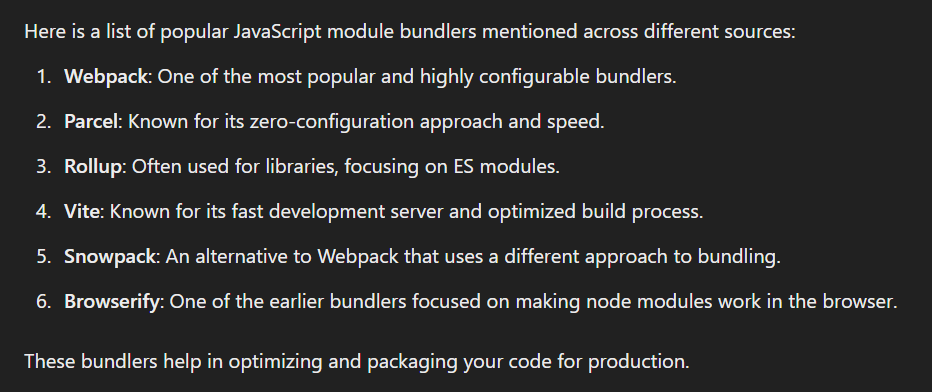 Here is a list of popular JavaScript module bundlers mentioned across different sources:
1. Webpack: One of the most popular and highly configurable bundlers.
2. Parcel: Known for its zero-configuration approach and speed.
3. Rollup: Often used for libraries, focusing on ES modules.
4. Vite: Known for its fast development server and optimized build process.
5. Snowpack: An alternative to Webpack that uses a different approach to bundling.
6. Browserify: One of the earlier bundlers focused on making node modules work in the browser.
These bundlers help in optimizing and packaging your code for production.